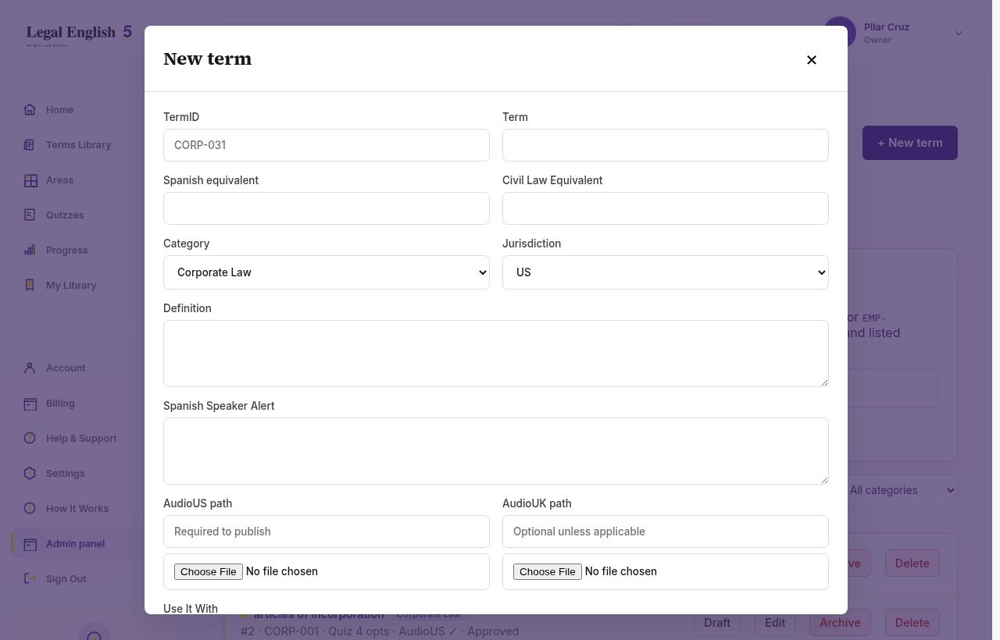 Legal English 5
BY MPC LAW STUDIO
Pilar Cruz
Owner
Home
Terms Library
Areas
Quizzes
Progress
My Library
Account
Billing
Help & Support
Settings
How It Works
Admin panel
Sign Out
+ New term
New term
×
TermID
Term
CORP-031
Spanish equivalent
Civil Law Equivalent
Category
Jurisdiction
Corporate Law
US
Definition
Spanish Speaker Alert
AudioUS path
AudioUK path
Required to publish
Optional unless applicable
Choose File No file chosen
Choose File No file chosen
Use It With
or EMP-
and listed
All categories
Delete
articles of incorporation Corporate Law
#2 · CORP-001 · Quiz 4 opts · AudioUS ✓ · Approved
Draft
Edit
Archive
Delete